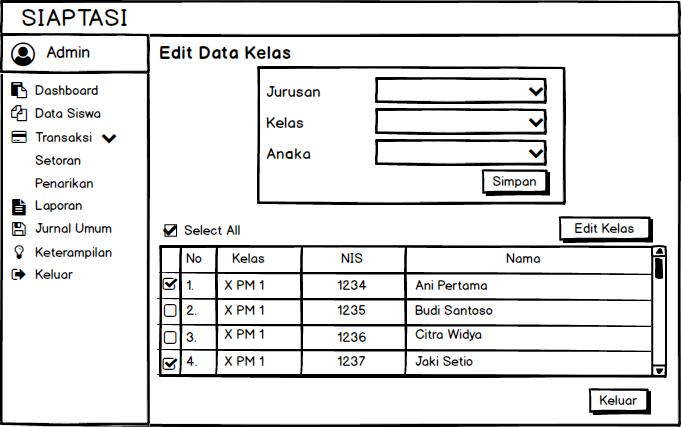 SIAPTASI
Admin
Dashboard
Data Siswa
Transaksi
Setoran
Penarikan
Laporan
Jurnal Umum
Keterampilan
Keluar
Edit Data Kelas
Jurusan
Kelas
Anaka
Simpan
Select All
Edit Kelas
No Kelas NIS Nama
1. X PM 1 1234 Ani Pertama
2. X PM 1 1235 Budi Santoso
3. X PM 1 1236 Citra Widya
4. X PM 1 1237 Jaki Setio
Keluar